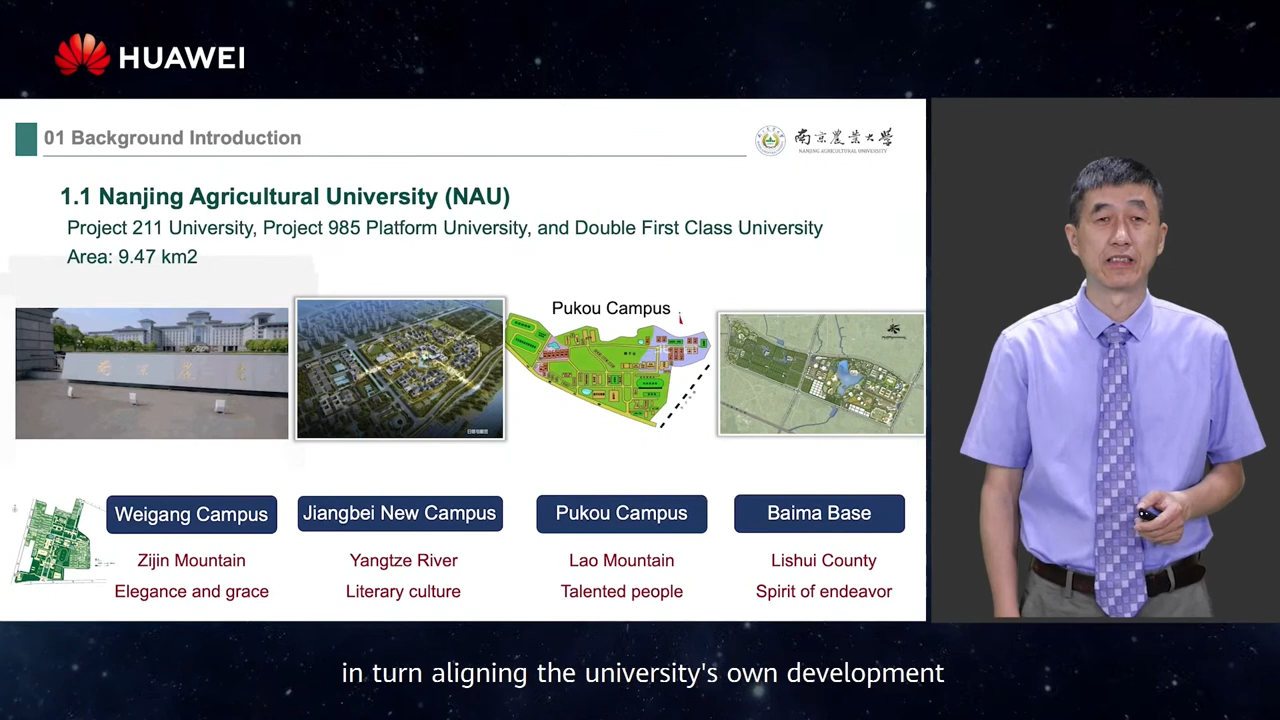 HUAWEI
01 Background Introduction
南京農業大學
NANJING AGRICULTURAL UNIVERSITY
1.1 Nanjing Agricultural University (NAU)
Project 211 University, Project 985 Platform University, and Double First Class University
Area: 9.47 km2
Pukou Campus
Weigang Campus
Jiangbei New Campus
Pukou Campus
Baima Base
Zijin Mountain
Yangtze River
Lao Mountain
Lishui County
Elegance and grace
Literary culture
Talented people
Spirit of endeavor
in turn aligning the university's own development